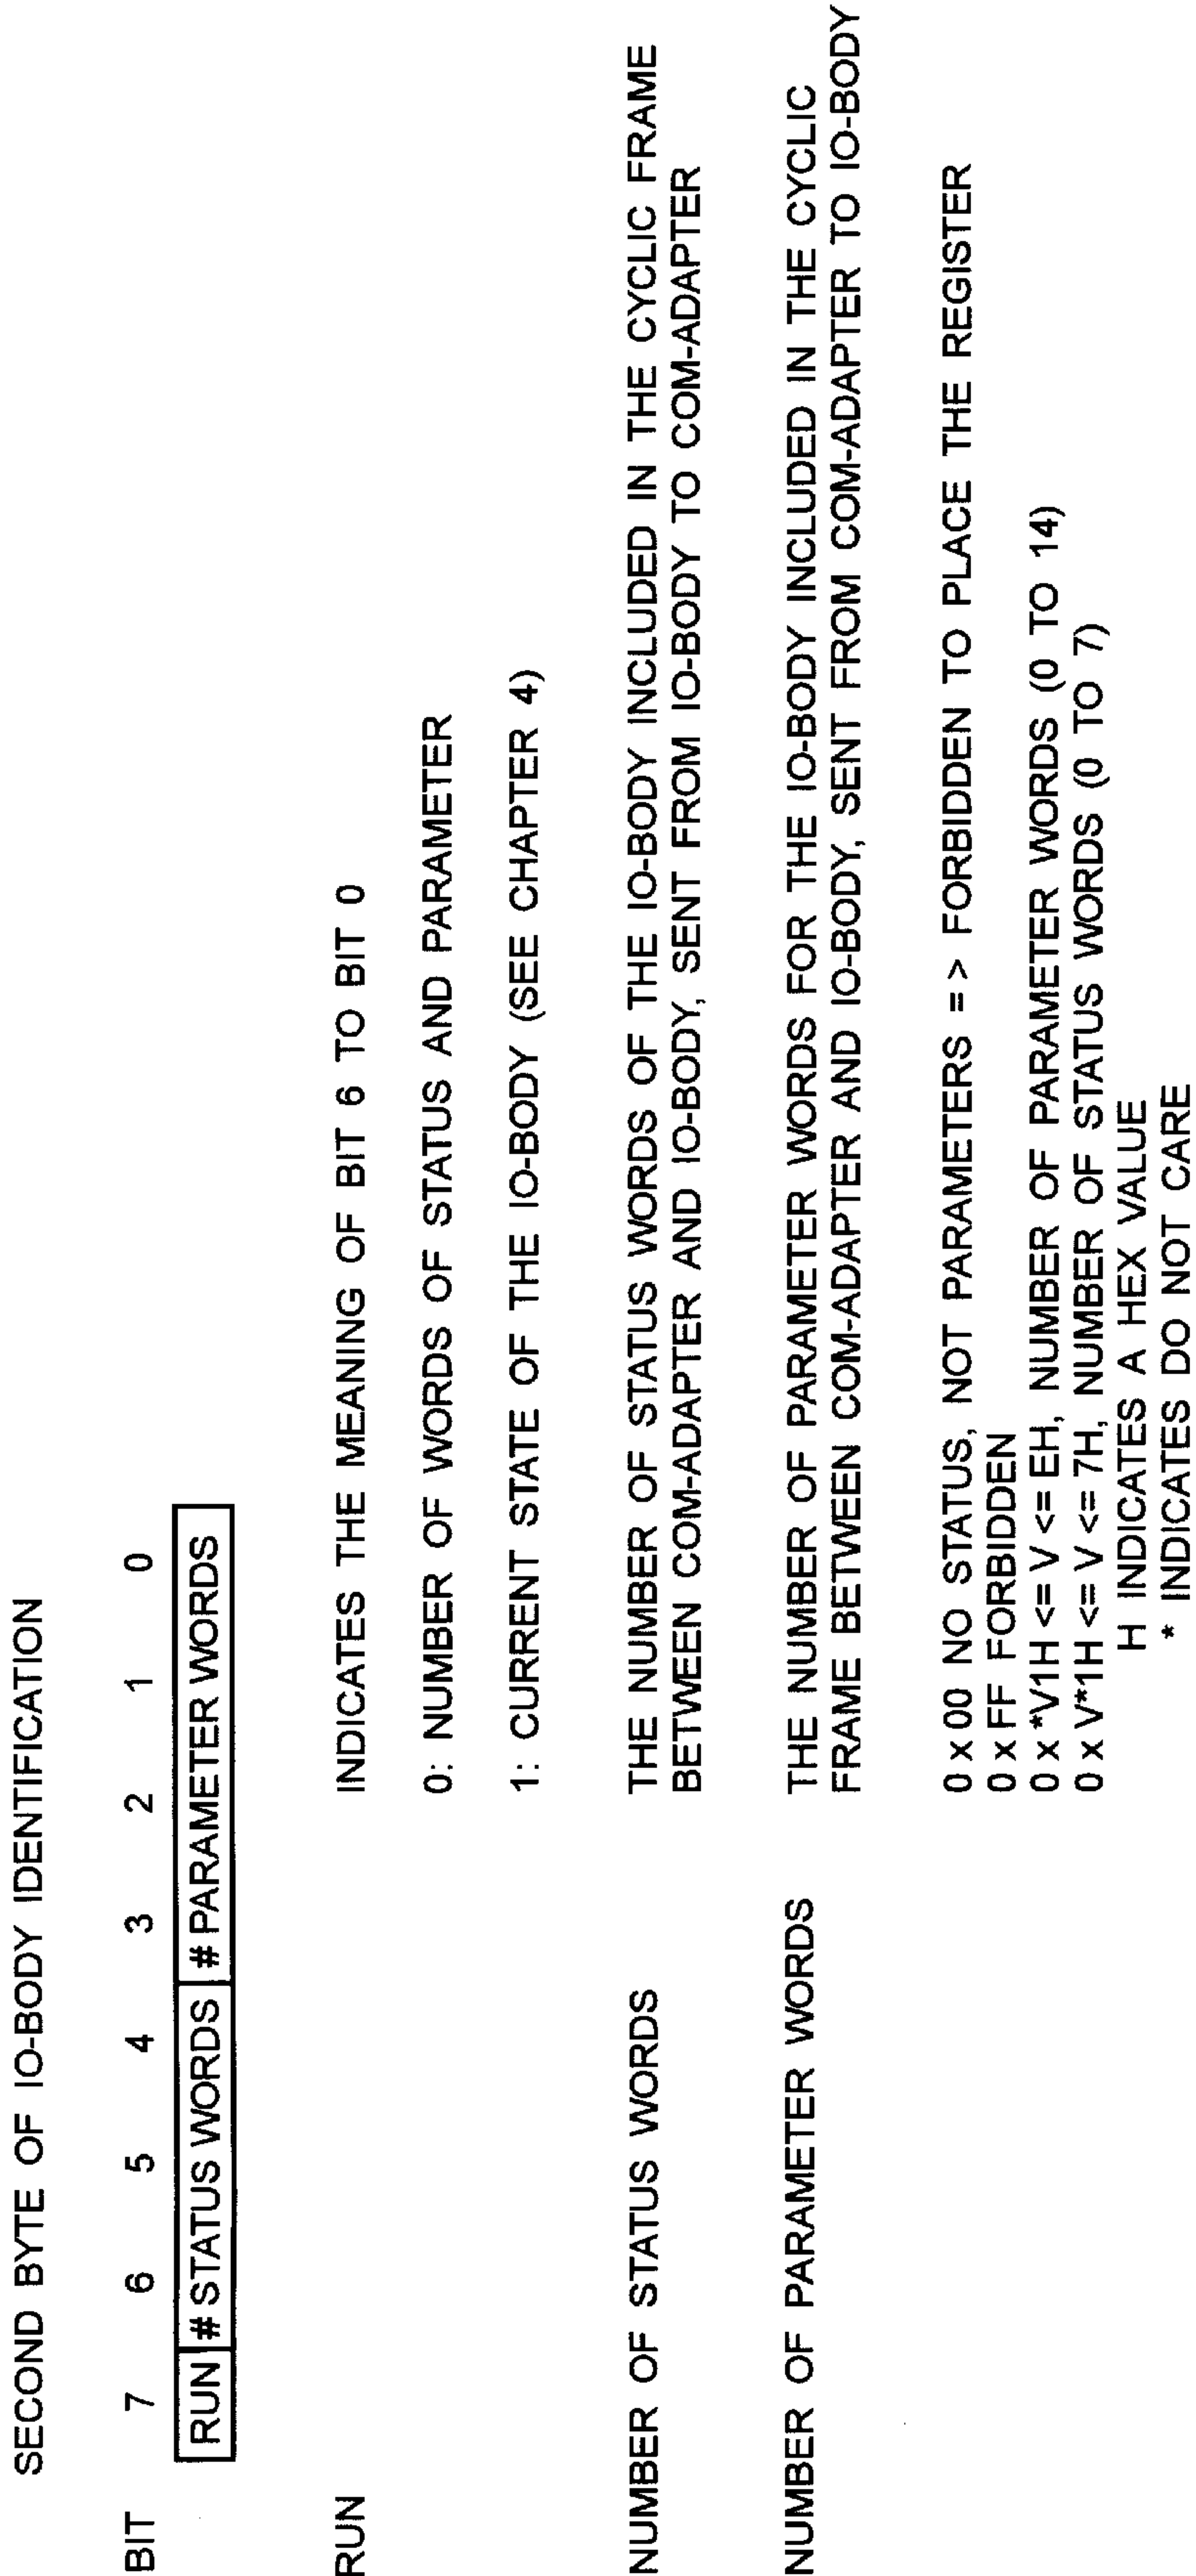 SECOND BYTE OF IO-BODY IDENTIFICATION
BIT 7 6 5 4 3 2 1 0
RUN # STATUS WORDS # PARAMETER WORDS
RUN INDICATES THE MEANING OF BIT 6 TO BIT 0
0: NUMBER OF WORDS OF STATUS AND PARAMETER
1: CURRENT STATE OF THE IO-BODY (SEE CHAPTER 4)
NUMBER OF STATUS WORDS THE NUMBER OF STATUS WORDS OF THE IO-BODY INCLUDED IN THE CYCLIC FRAME
BETWEEN COM-ADAPTER AND IO-BODY, SENT FROM IO-BODY TO COM-ADAPTER
NUMBER OF PARAMETER WORDS THE NUMBER OF PARAMETER WORDS FOR THE IO-BODY INCLUDED IN THE CYCLIC
FRAME BETWEEN COM-ADAPTER AND IO-BODY, SENT FROM COM-ADAPTER TO IO-BODY
0 x 00 NO STATUS, NOT PARAMETERS = > FORBIDDEN TO PLACE THE REGISTER
0 x FF FORBIDDEN
0 x *V1H <= V <= EH, NUMBER OF PARAMETER WORDS (0 TO 14)
0 x V*1H <= V <= 7H, NUMBER OF STATUS WORDS (0 TO 7)
H INDICATES A HEX VALUE
* INDICATES DO NOT CARE